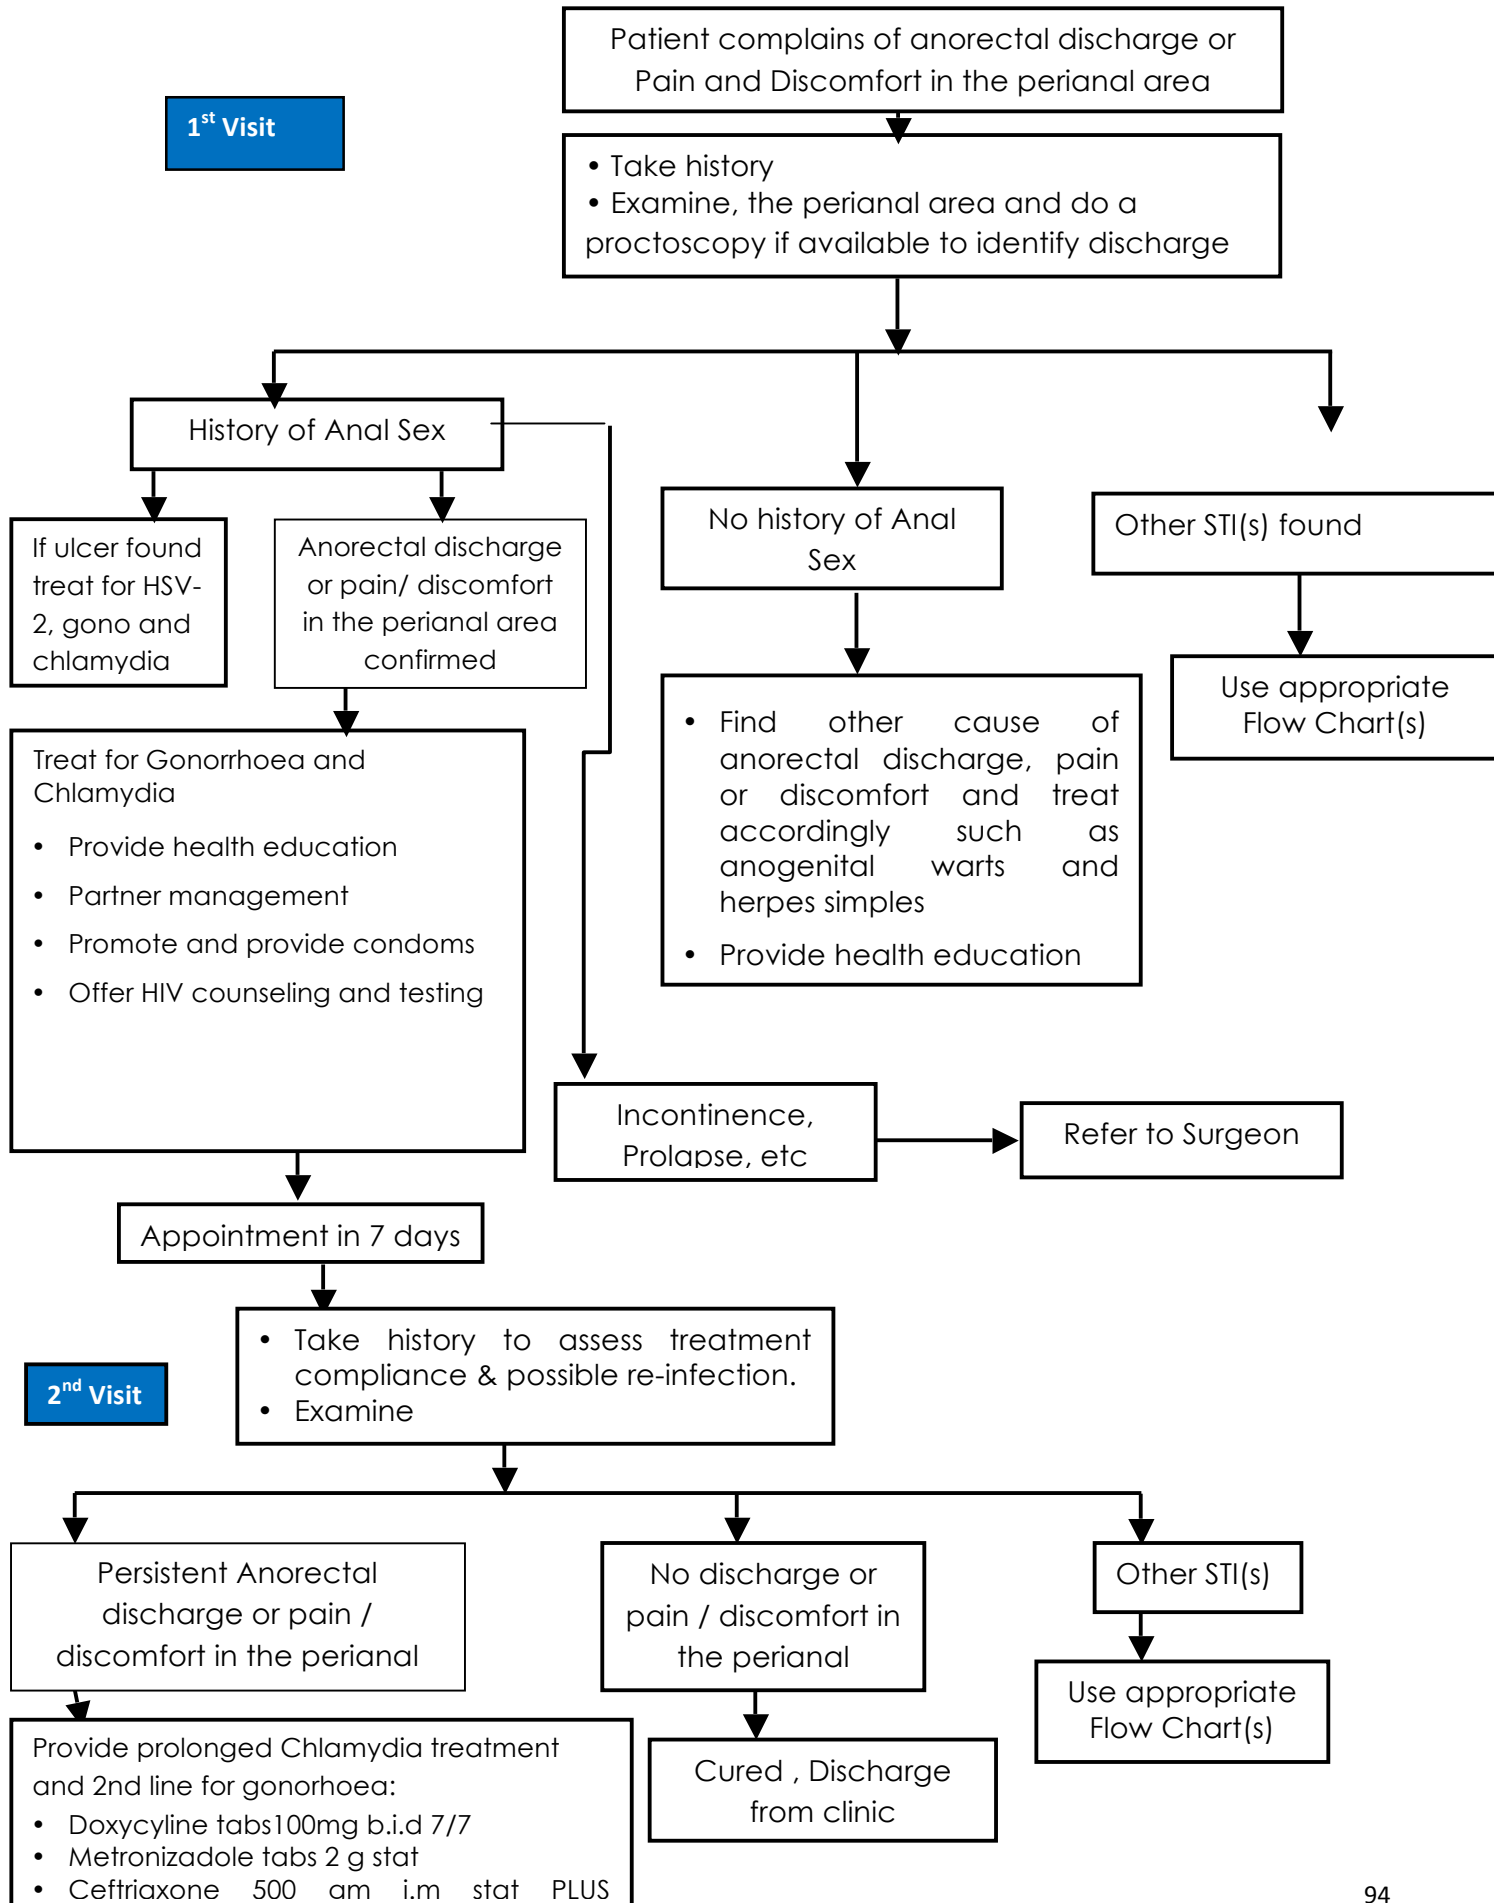 Patient complains of anorectal discharge or
Pain and Discomfort in the perianal area
1st Visit
• Take history
• Examine, the perianal area and do a
proctoscopy if available to identify discharge
History of Anal Sex
No history of Anal
Sex
Other STI(s) found
If ulcer found
treat for HSV-
2, gono and
chlamydia
Anorectal discharge
or pain/ discomfort
in the perianal area
confirmed
Use appropriate
Flow Chart(s)
• Find other cause of
anorectal discharge, pain
or discomfort and treat
accordingly such as
anogenital warts and
herpes simples
• Provide health education
Treat for Gonorrhoea and
Chlamydia
• Provide health education
• Partner management
• Promote and provide condoms
• Offer HIV counseling and testing
Incontinence,
Prolapse, etc
Refer to Surgeon
Appointment in 7 days
2nd Visit
• Take history to assess treatment
compliance & possible re-infection.
• Examine
Persistent Anorectal
discharge or pain /
discomfort in the perianal
No discharge or
pain / discomfort in
the perianal
Other STI(s)
Use appropriate
Flow Chart(s)
Cured , Discharge
from clinic
Provide prolonged Chlamydia treatment
and 2nd line for gonorhoea:
• Doxycyline tabs100mg b.i.d 7/7
• Metronizadole tabs 2 g stat
• Ceftriaxone 500 gm i.m stat PLUS
94